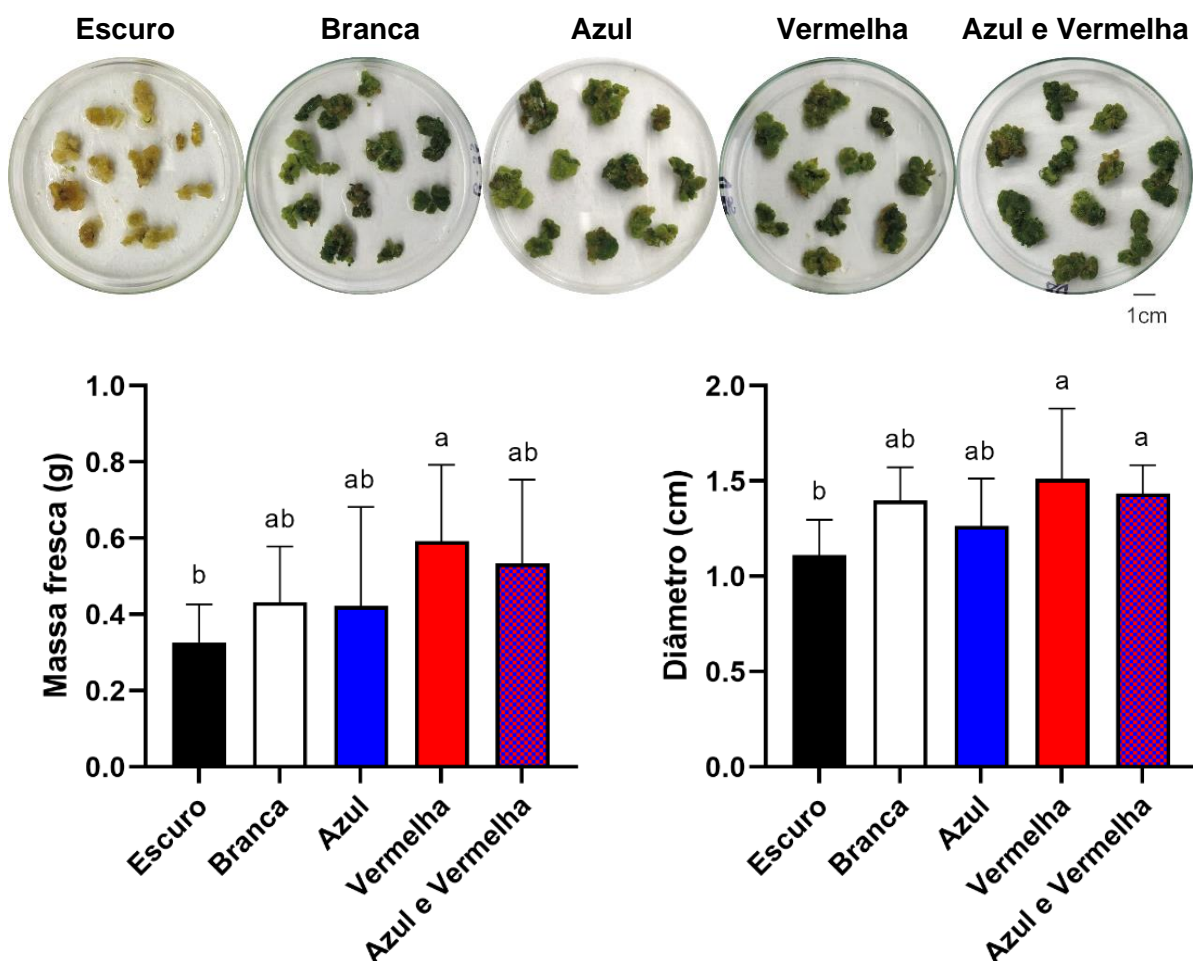 Escuro Branca Azul Vermelha Azul e Vermelha
1cm
Massa fresca (g)
1.0
0.8
0.6
0.4
0.2
0.0
b
ab
ab
a
ab
Escuro
Branca
Azul
Vermelha
Azul e Vermelha
Diâmetro (cm)
2.0
1.5
1.0
0.5
0.0
b
ab
ab
a
a
Escuro
Branca
Azul
Vermelha
Azul e Vermelha